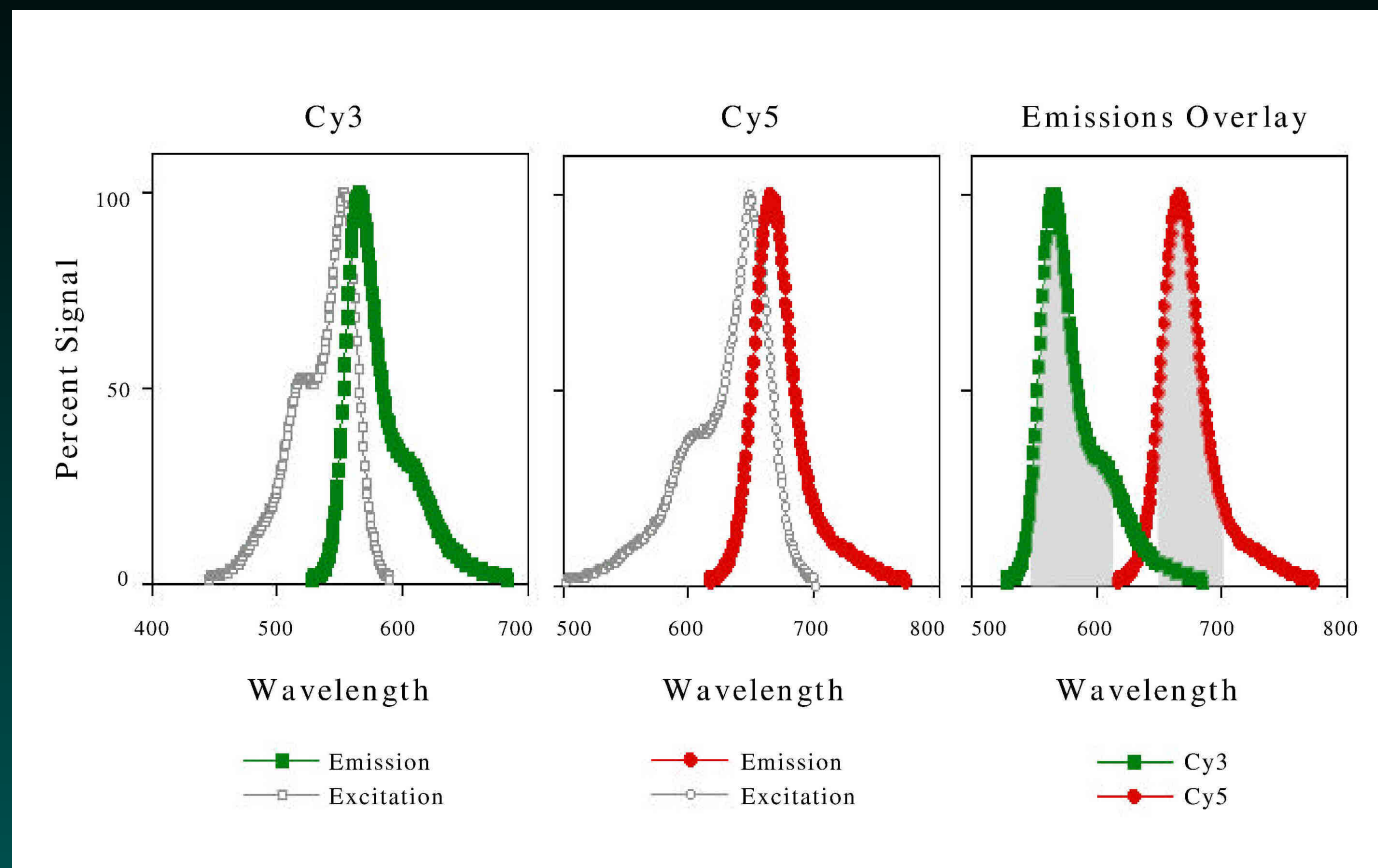 Cy3
Cy5
Emissions Overlay
Percent Signal
100
50
0
400 500 600 700
500 600 700 800
500 600 700 800
Wavelength
Wavelength
Wavelength
Emission
Excitation
Emission
Excitation
Cy3
Cy5